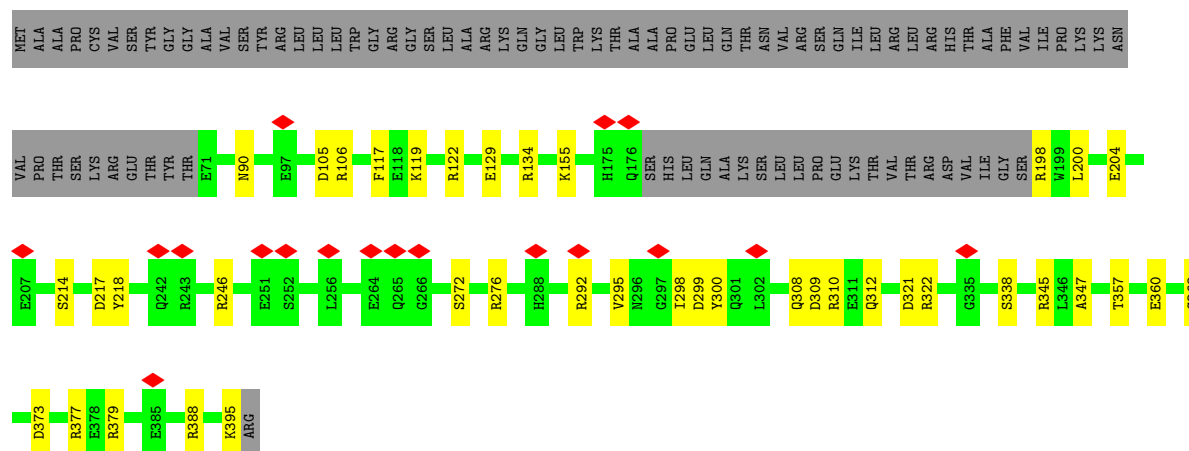 MET ALA ALA PRO CYS VAL SER TYR GLY GLY ALA VAL SER TYR ARG LEU LEU LEU TRP GLY ARG GLY SER LEU ALA ARG LYS GLN GLY LEU TRP LYS THR ALA ALA PRO GLU LEU GLN THR ASN VAL ARG SER GLN ILE LEU ARG LEU ARG HIS THR ALA PHE VAL ILE PRO LYS LYS ASN
VAL PRO THR SER LYS ARG GLU THR TYR THR E71 N90 E97 D105 R106 F117 E118 K119 R122 E129 R134 K155 H175 Q176 SER HIS LEU GLN ALA LYS SER LEU LEU PRO GLU LYS THR VAL THR ARG ASP VAL ILE GLY SER R198 W199 L200 E204
E207 S214 D217 Y218 Q242 R243 R246 E251 S252 L256 E264 Q265 G266 S272 R276 H288 R292 V295 N296 G297 I298 D299 Y300 Q301 L302 Q308 D309 R310 E311 Q312 D321 R322 G335 S338 R345 L346 A347 T357 E360
D373 R377 E378 R379 E385 R388 K395 ARG